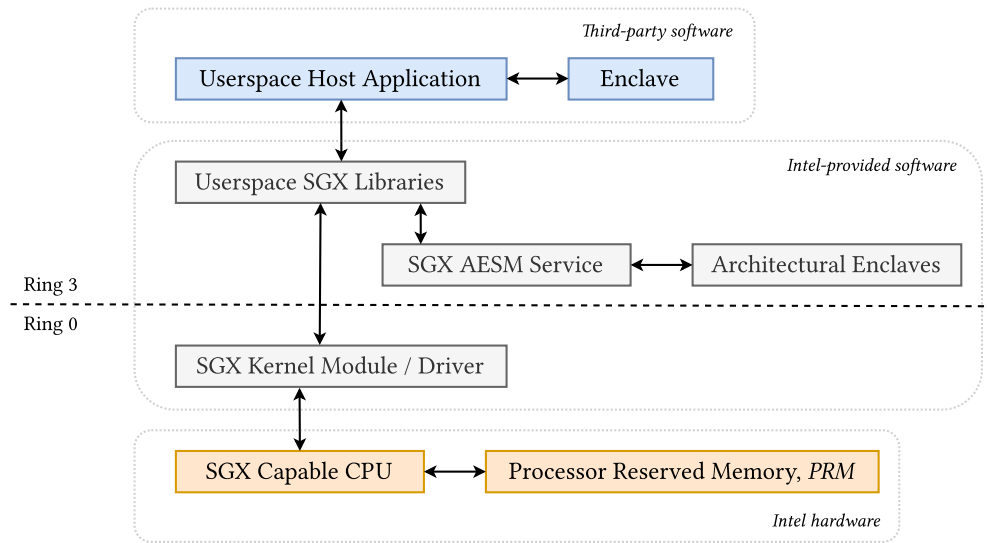 Third-party software
Userspace Host Application
Enclave
Intel-provided software
Userspace SGX Libraries
SGX AESM Service
Architectural Enclaves
Ring 3
Ring 0
SGX Kernel Module / Driver
SGX Capable CPU
Processor Reserved Memory, PRM
Intel hardware